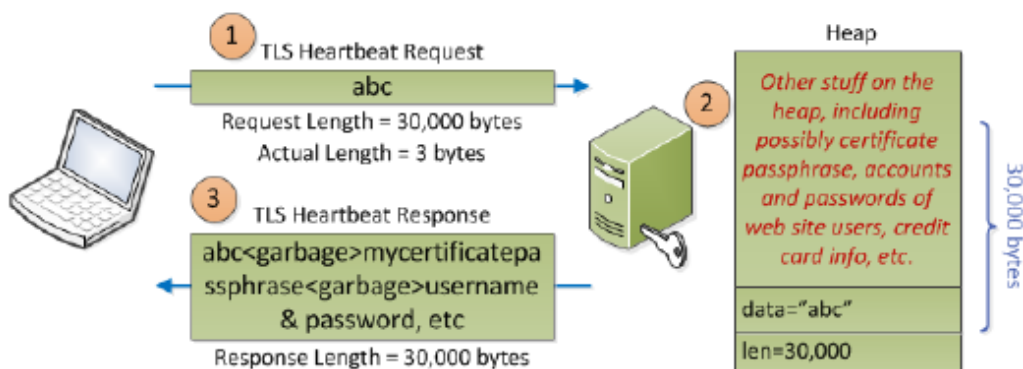 1
TLS Heartbeat Request
abc
Request Length = 30,000 bytes
Actual Length = 3 bytes
3
TLS Heartbeat Response
abc<garbage>mycertificatepa
ssphrase<garbage>username
& password, etc
Response Length = 30,000 bytes
2
Heap
Other stuff on the
heap, including
possibly certificate
passphrase, accounts
and passwords of
web site users, credit
card info, etc.
data="abc"
len=30,000
30,000 bytes